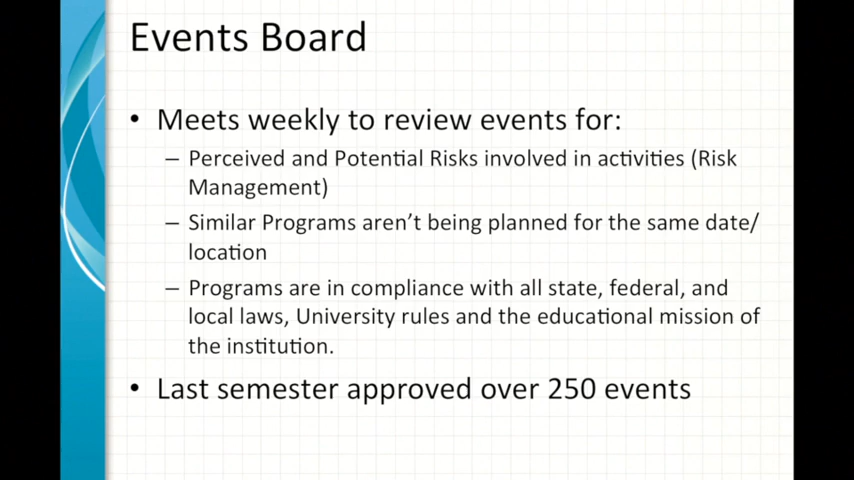 Events Board
• Meets weekly to review events for:
– Perceived and Potential Risks involved in activities (Risk
Management)
– Similar Programs aren't being planned for the same date/
location
– Programs are in compliance with all state, federal, and
local laws, University rules and the educational mission of
the institution.
• Last semester approved over 250 events